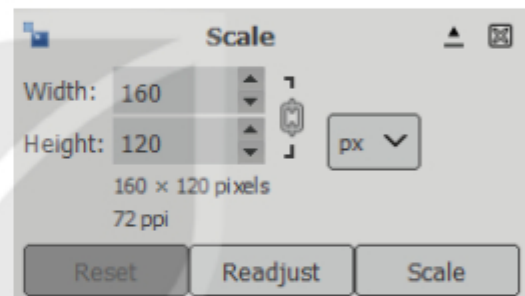 Scale
Width: 160
Height: 120
px
160 × 120 pixels
72 ppi
Reset Readjust Scale